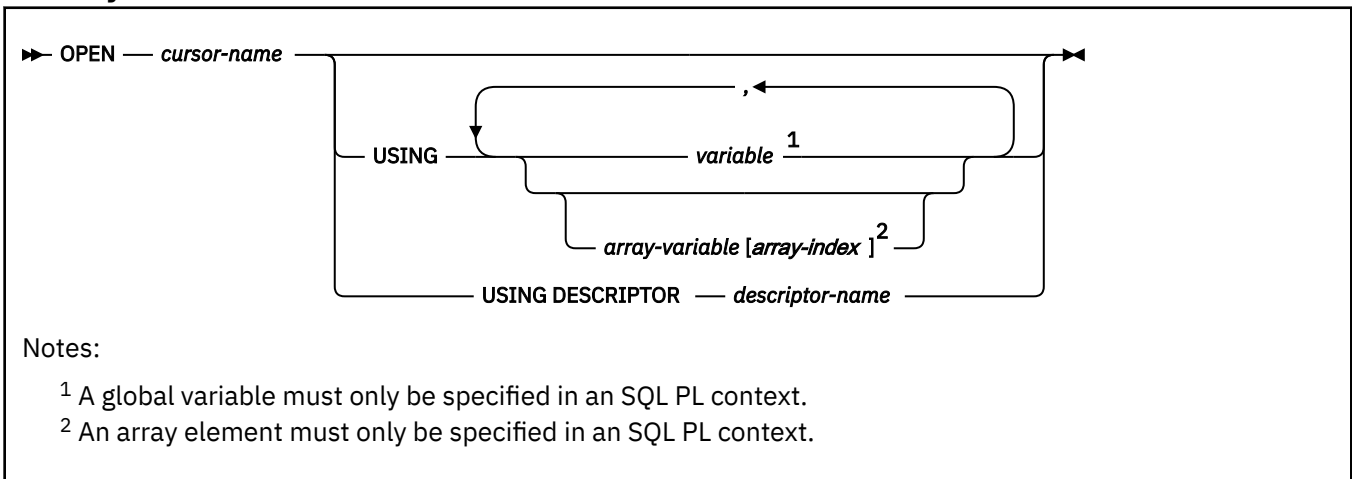 OPEN cursor-name
,
USING variable 1
array-variable [array-index ] 2
USING DESCRIPTOR descriptor-name
Notes:
1 A global variable must only be specified in an SQL PL context.
2 An array element must only be specified in an SQL PL context.